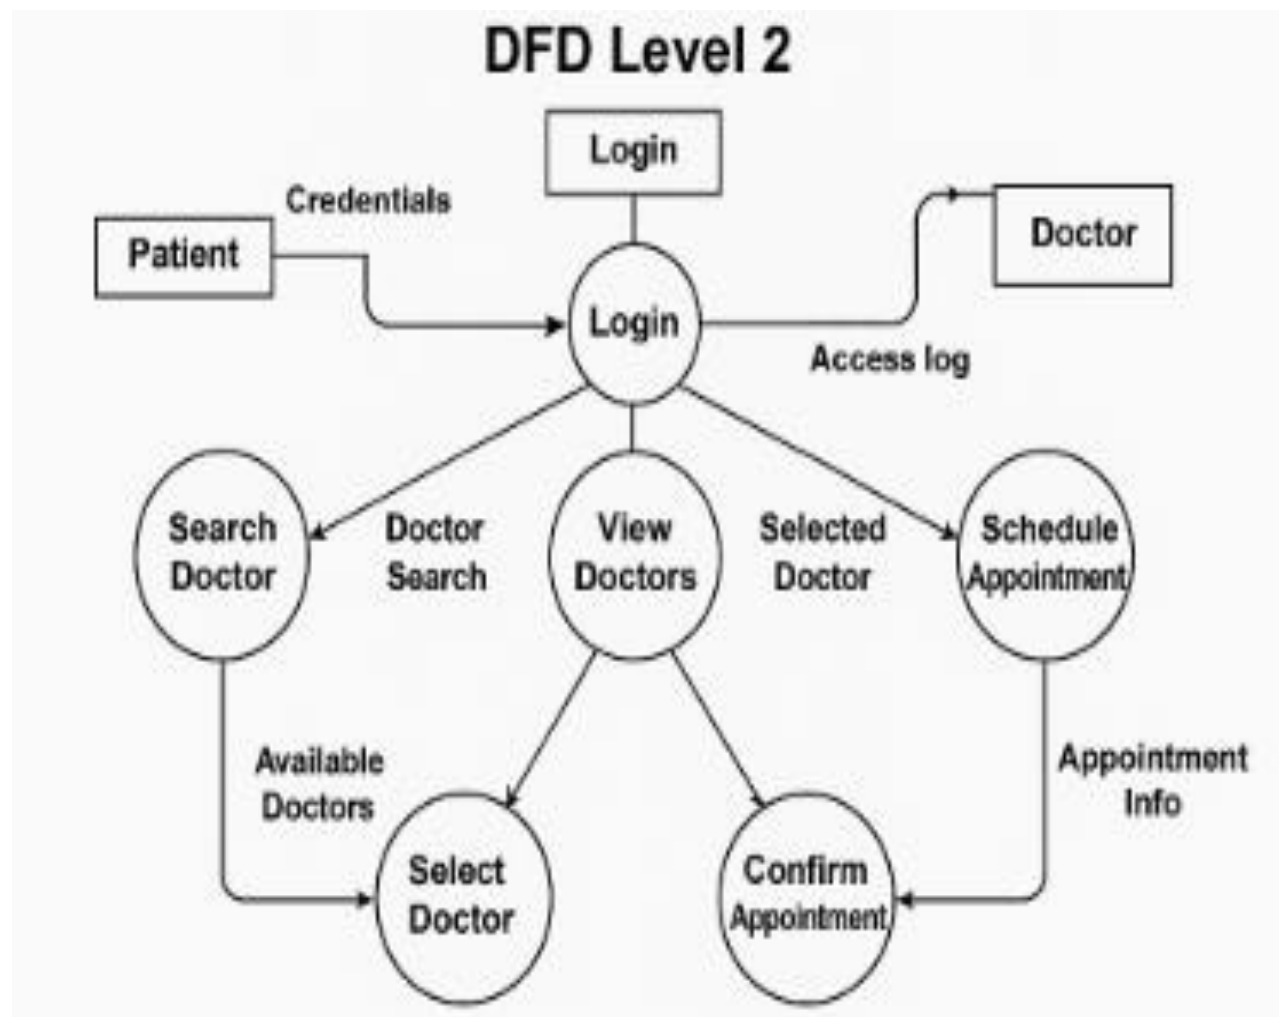 DFD Level 2
Login
Credentials
Patient
Doctor
Login
Access log
Search
Doctor
Doctor
Search
View
Doctors
Selected
Doctor
Schedule
Appointment
Available
Doctors
Appointment
Info
Select
Doctor
Confirm
Appointment